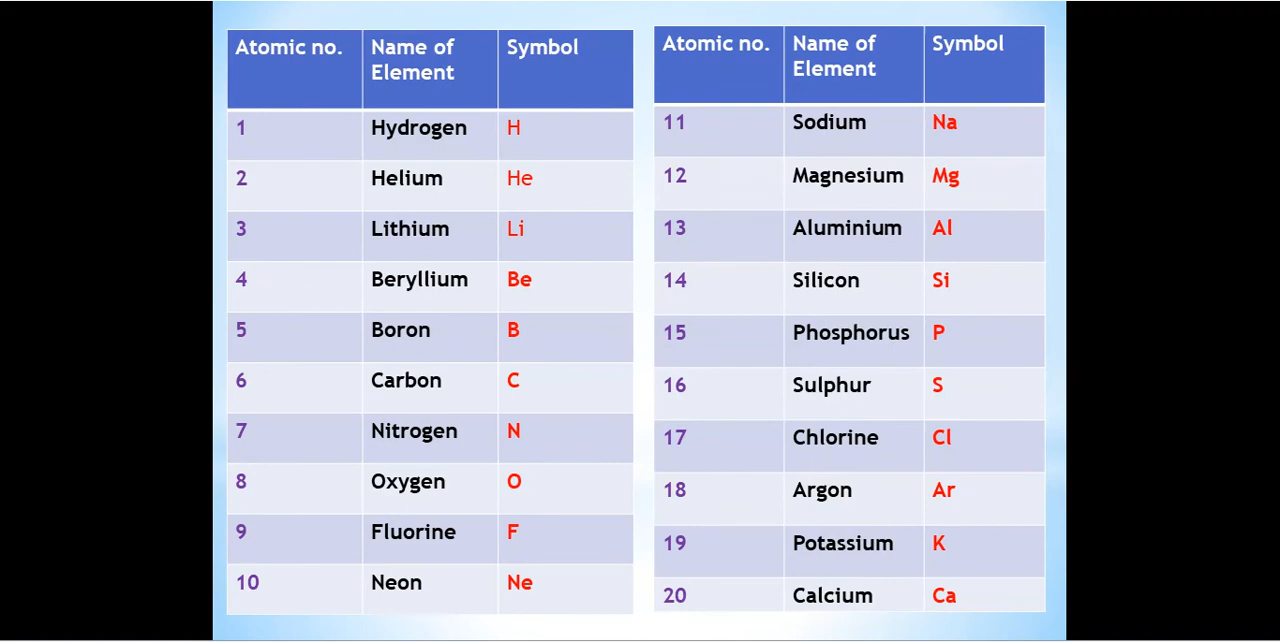 Atomic no. Name of Element Symbol
1 Hydrogen H
2 Helium He
3 Lithium Li
4 Beryllium Be
5 Boron B
6 Carbon C
7 Nitrogen N
8 Oxygen O
9 Fluorine F
10 Neon Ne
Atomic no. Name of Element Symbol
11 Sodium Na
12 Magnesium Mg
13 Aluminium Al
14 Silicon Si
15 Phosphorus P
16 Sulphur S
17 Chlorine Cl
18 Argon Ar
19 Potassium K
20 Calcium Ca